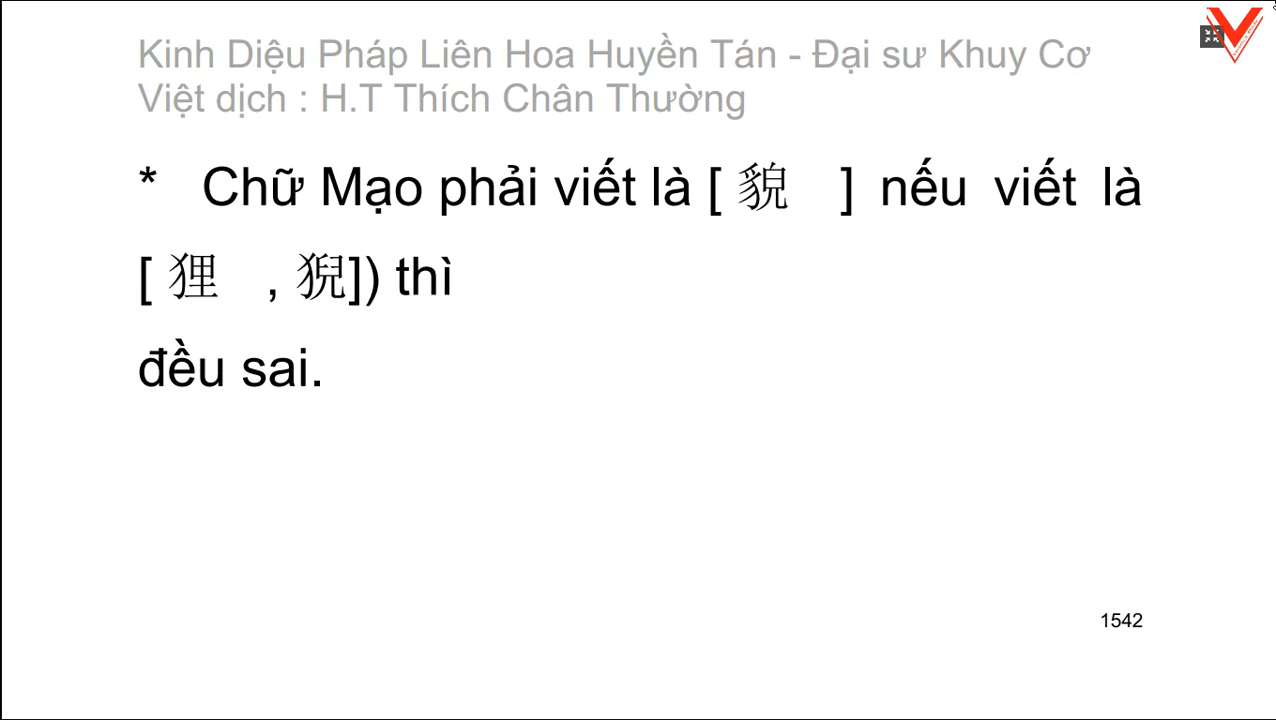 Kinh Diệu Pháp Liên Hoa Huyền Tán - Đại sư Khuy Cơ
Việt dịch : H.T Thích Chân Thường
* Chữ Mạo phải viết là [ 貌 ] nếu viết là
[ 狸 , 猊]) thì
đều sai.
1542